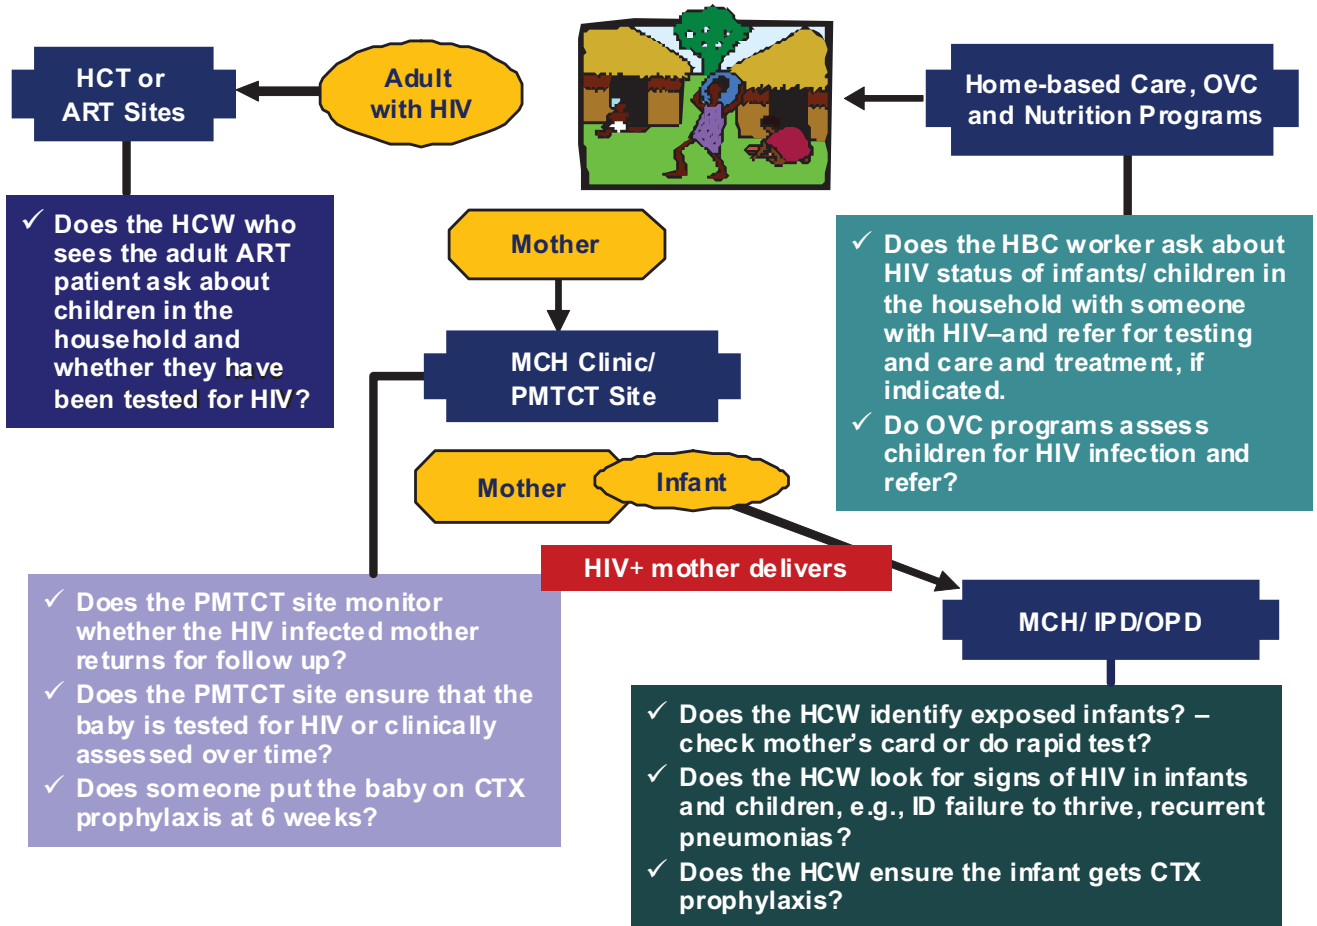 HCT or
ART Sites
Adult
with HIV
Home-based Care, OVC
and Nutrition Programs
✓ Does the HCW who
sees the adult ART
patient ask about
children in the
household and
whether they have
been tested for HIV?
Mother
MCH Clinic/
PMTCT Site
✓ Does the HBC worker ask about
HIV status of infants/ children in
the household with someone
with HIV–and refer for testing
and care and treatment, if
indicated.
✓ Do OVC programs assess
children for HIV infection and
refer?
Mother
Infant
HIV+ mother delivers
MCH/ IPD/OPD
✓ Does the PMTCT site monitor
whether the HIV infected mother
returns for follow up?
✓ Does the PMTCT site ensure that the
baby is tested for HIV or clinically
assessed over time?
✓ Does someone put the baby on CTX
prophylaxis at 6 weeks?
✓ Does the HCW identify exposed infants? –
check mother's card or do rapid test?
✓ Does the HCW look for signs of HIV in infants
and children, e.g., ID failure to thrive, recurrent
pneumonias?
✓ Does the HCW ensure the infant gets CTX
prophylaxis?